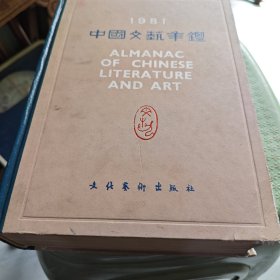 1981
中國文藝年鑑
ALMANAC
OF CHINESE
LITERATURE
AND ART
文化藝術出版社